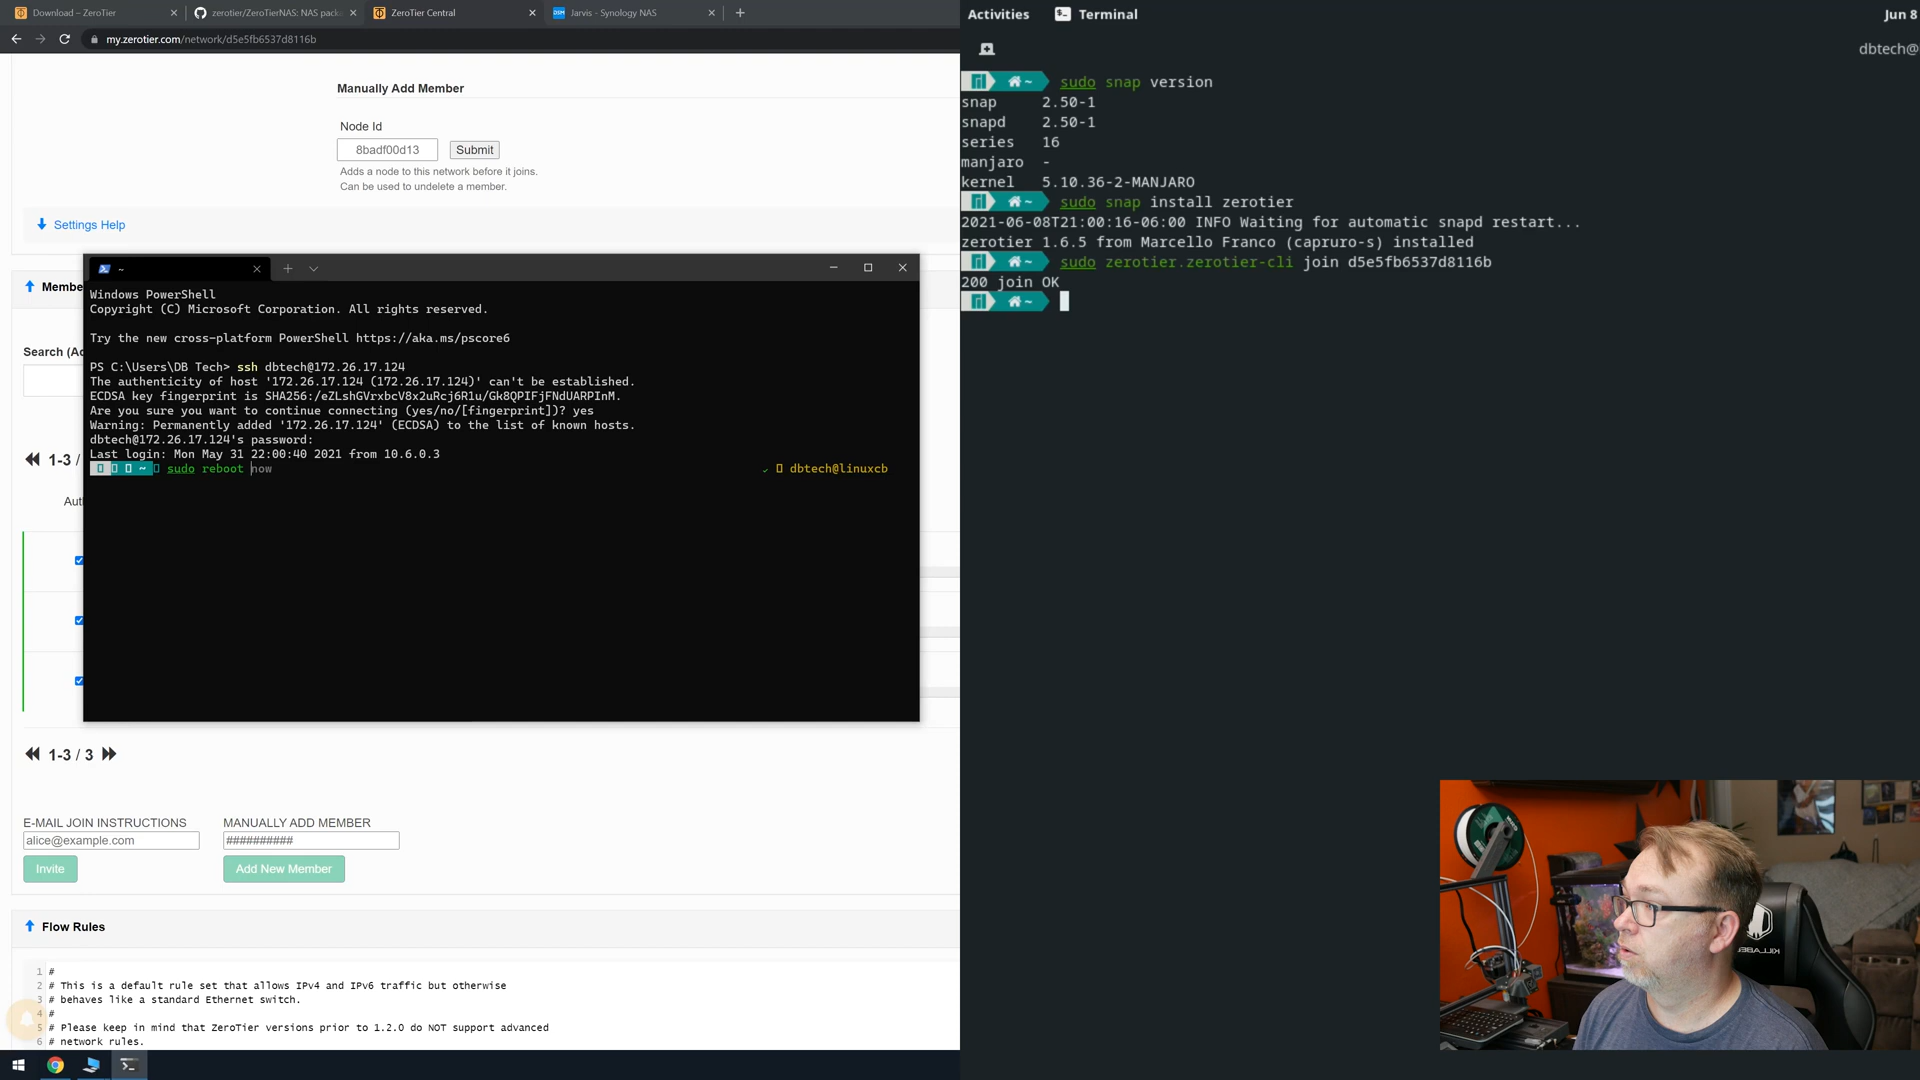 Download – ZeroTier
zerotier/ZeroTierNAS: NAS pack
ZeroTier Central
Jarvis - Synology NAS
my.zerotier.com/network/d5e5fb6537d8116b
Manually Add Member
Node Id
8badf00d13
Submit
Adds a node to this network before it joins.
Can be used to undelete a member.
Settings Help
Membe
Search (Ac
1-3 /
Aut
~
Windows PowerShell
Copyright (C) Microsoft Corporation. All rights reserved.
Try the new cross-platform PowerShell https://aka.ms/pscore6
PS C:\Users\DB Tech> ssh dbtech@172.26.17.124
The authenticity of host '172.26.17.124 (172.26.17.124)' can't be established.
ECDSA key fingerprint is SHA256:/eZLshGVrxbcV8x2uRcj6R1u/Gk8QPIFjFNdUARPInM.
Are you sure you want to continue connecting (yes/no/[fingerprint])? yes
Warning: Permanently added '172.26.17.124' (ECDSA) to the list of known hosts.
dbtech@172.26.17.124's password:
Last login: Mon May 31 22:00:40 2021 from 10.6.0.3
~ sudo reboot now
dbtech@linuxcb
1-3 / 3
E-MAIL JOIN INSTRUCTIONS
alice@example.com
Invite
MANUALLY ADD MEMBER
##########
Add New Member
Flow Rules
1 #
2 # This is a default rule set that allows IPv4 and IPv6 traffic but otherwise
3 # behaves like a standard Ethernet switch.
4 #
5 # Please keep in mind that ZeroTier versions prior to 1.2.0 do NOT support advanced
6 # network rules.
Activities
Terminal
Jun 8
dbtech@
~ sudo snap version
snap 2.50-1
snapd 2.50-1
series 16
manjaro -
kernel 5.10.36-2-MANJARO
~ sudo snap install zerotier
2021-06-08T21:00:16-06:00 INFO Waiting for automatic snapd restart...
zerotier 1.6.5 from Marcello Franco (capruro-s) installed
~ sudo zerotier.zerotier-cli join d5e5fb6537d8116b
200 join OK
~